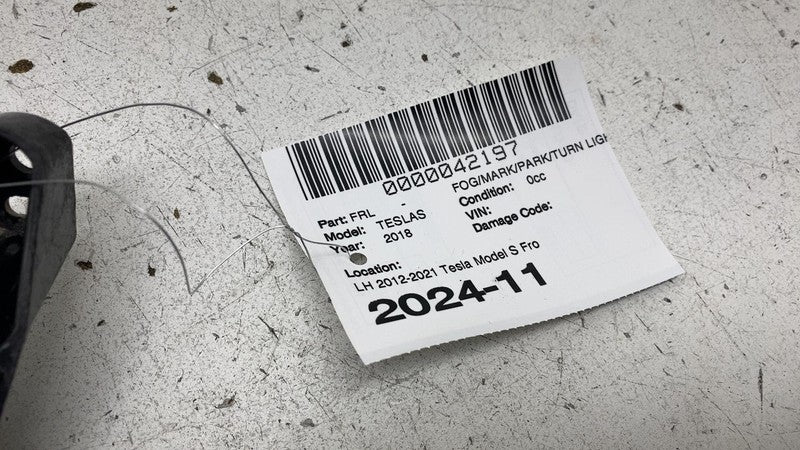 0000042197
Part: FRL - FOG/MARK/PARK/TURN LIGH
Model: TESLAS Condition: 0cc
Year: 2018 VIN:
Damage Code:
Location:
LH 2012-2021 Tesla Model S Fro
2024-11